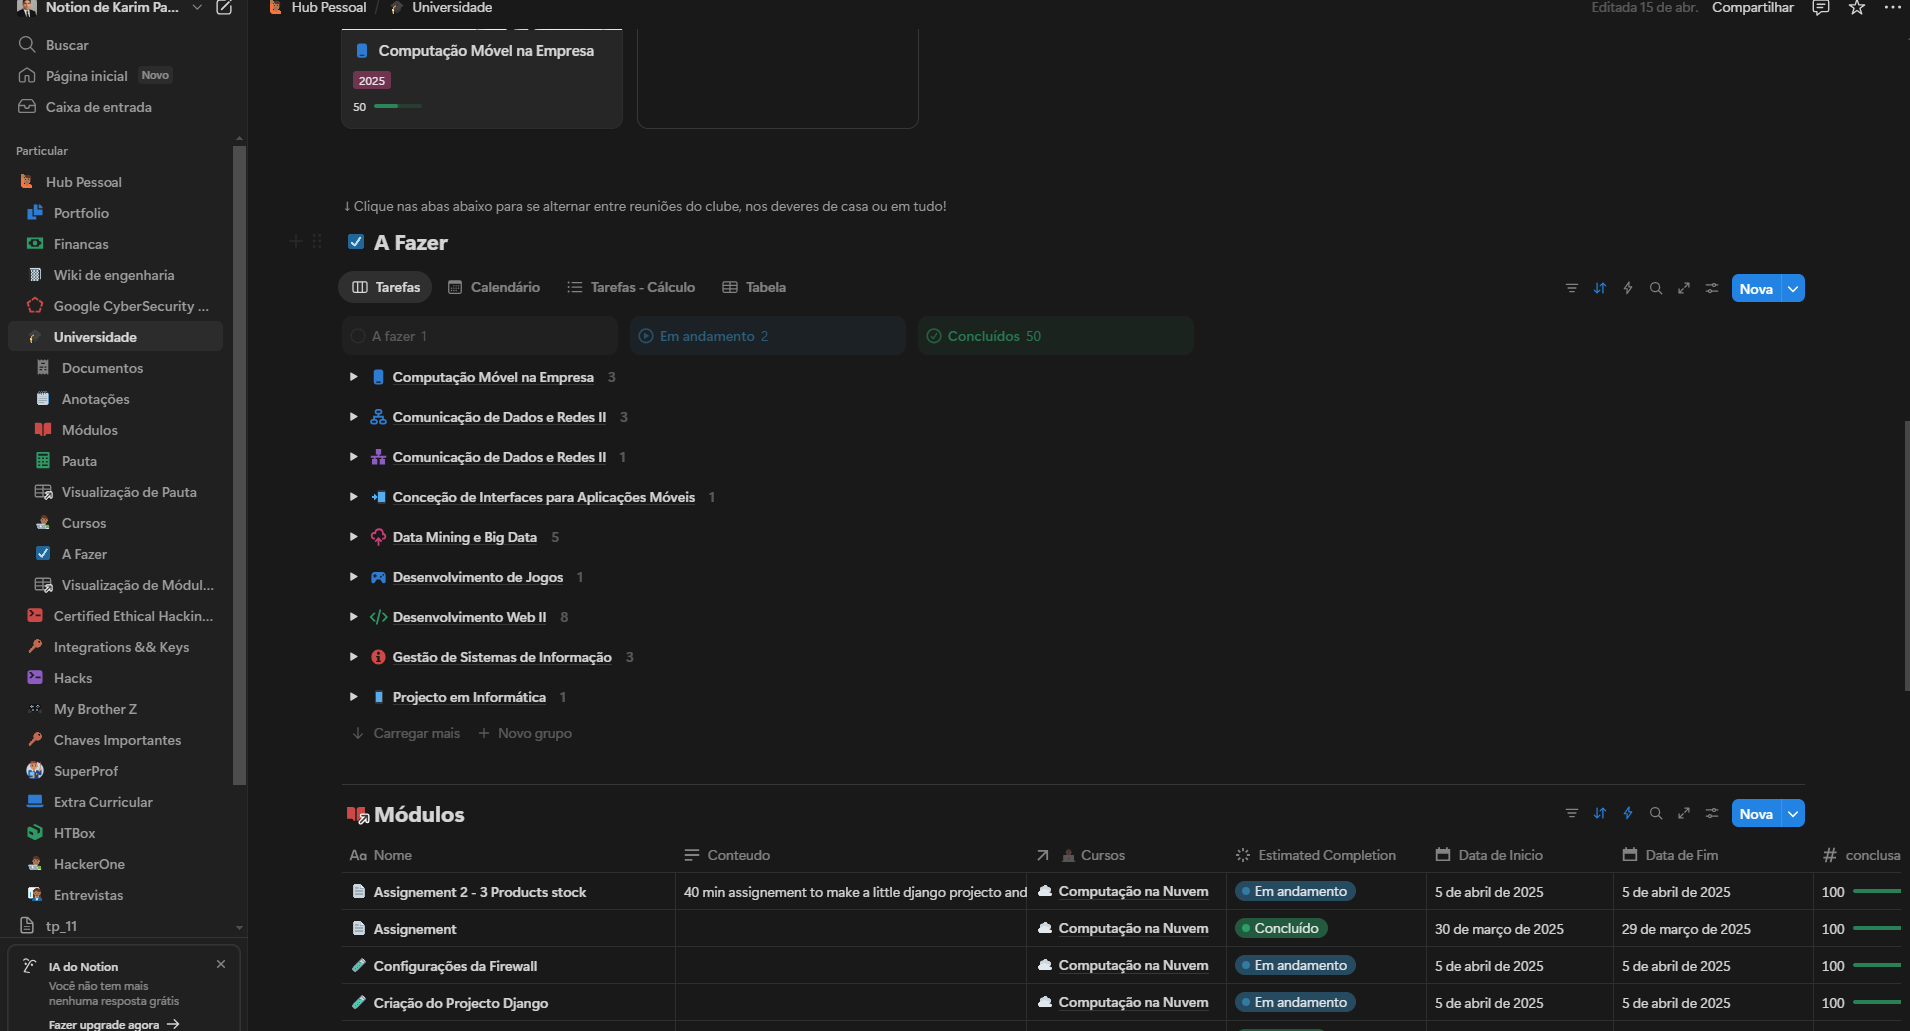 Notion de Karim Pa...
Buscar
Página inicial Novo
Caixa de entrada
Particular
Hub Pessoal
Portfolio
Financas
Wiki de engenharia
Google CyberSecurity ...
Universidade
Documentos
Anotações
Módulos
Pauta
Visualização de Pauta
Cursos
A Fazer
Visualização de Módul...
Certified Ethical Hackin...
Integrations && Keys
Hacks
My Brother Z
Chaves Importantes
SuperProf
Extra Curricular
HTBox
HackerOne
Entrevistas
tp_11
IA do Notion
Você não tem mais
nenhuma resposta grátis
Fazer upgrade agora →
Hub Pessoal / Universidade
Editada 15 de abr. Compartilhar
Computação Móvel na Empresa
2025
50
↓ Clique nas abas abaixo para se alternar entre reuniões do clube, nos deveres de casa ou em tudo!
A Fazer
Tarefas Calendário Tarefas - Cálculo Tabela
Nova
A fazer 1 Em andamento 2 Concluídos 50
Computação Móvel na Empresa 3
Comunicação de Dados e Redes II 3
Comunicação de Dados e Redes II 1
Conceção de Interfaces para Aplicações Móveis 1
Data Mining e Big Data 5
Desenvolvimento de Jogos 1
Desenvolvimento Web II 8
Gestão de Sistemas de Informação 3
Projecto em Informática 1
Carregar mais + Novo grupo
Módulos
Nova
Aa Nome Conteudo Cursos Estimated Completion Data de Inicio Data de Fim # conclusa
Assignement 2 - 3 Products stock 40 min assignement to make a little django projecto and Computação na Nuvem Em andamento 5 de abril de 2025 5 de abril de 2025 100
Assignement Computação na Nuvem Concluído 30 de março de 2025 29 de março de 2025 100
Configurações da Firewall Computação na Nuvem Em andamento 5 de abril de 2025 5 de abril de 2025 100
Criação do Projecto Django Computação na Nuvem Em andamento 5 de abril de 2025 5 de abril de 2025 100